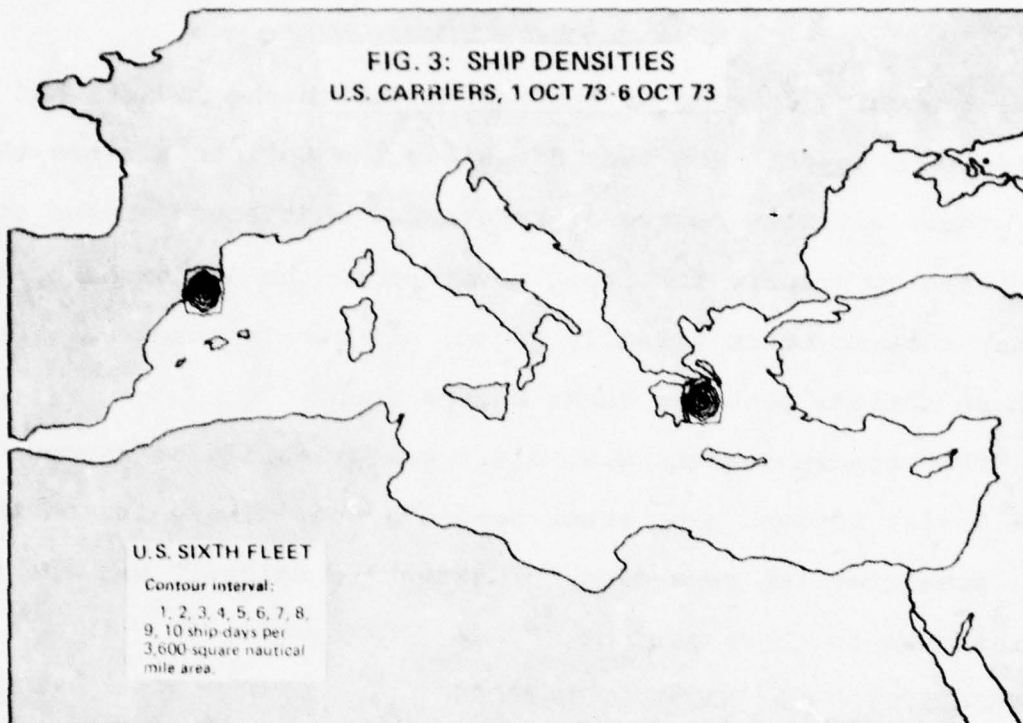 FIG. 3: SHIP DENSITIES
U.S. CARRIERS, 1 OCT 73-6 OCT 73
U.S. SIXTH FLEET
Contour interval:
1, 2, 3, 4, 5, 6, 7, 8,
9, 10 ship-days per
3,600-square nautical
mile area.